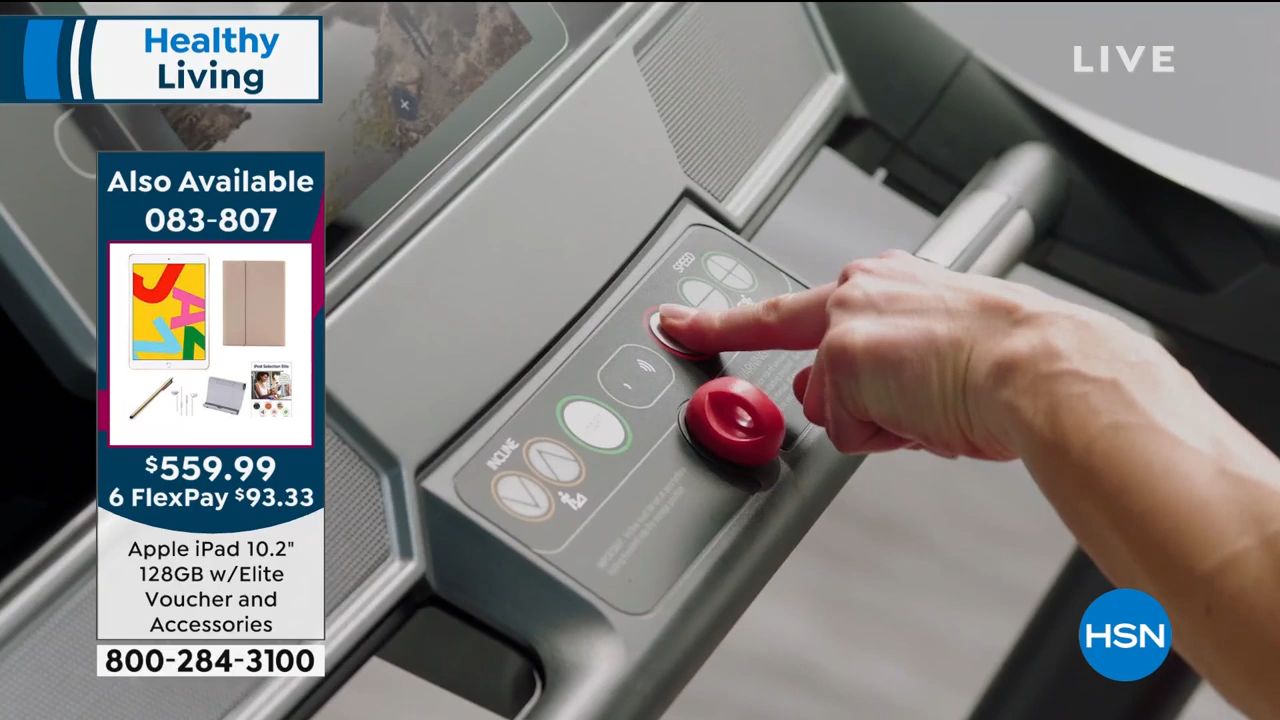 Healthy
Living
LIVE
Also Available
083-807
$559.99
6 FlexPay $93.33
Apple iPad 10.2"
128GB w/Elite
Voucher and
Accessories
800-284-3100
SPEED
INCLINE
HSN